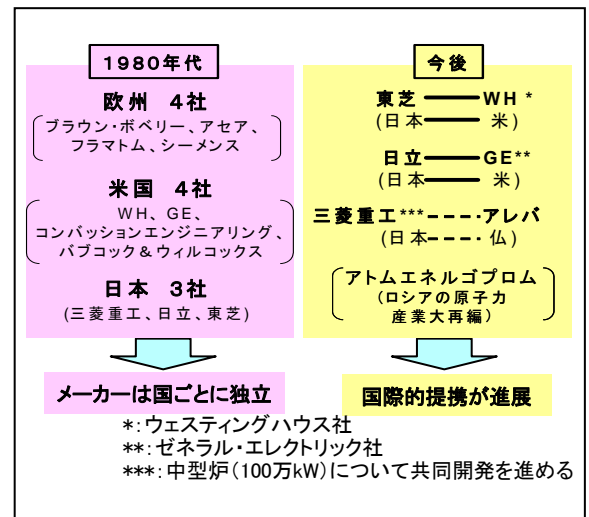 1980年代
欧州 4社
ブラウン・ボベリー、アセア、
フラマトム、シーメンス
米国 4社
WH、GE、
コンバッションエンジニアリング、
バブコック&ウィルコックス
日本 3社
(三菱重工、日立、東芝)
メーカーは国ごとに独立
今後
東芝 ―― WH *
(日本 ―― 米)
日立 ―― GE**
(日本 ―― 米)
三菱重工*** ---- アレバ
(日本 ---- 仏)
アトムエネルゴプロム
(ロシアの原子力
産業大再編)
国際的提携が進展
*:ウェスティングハウス社
**:ゼネラル・エレクトリック社
***:中型炉(100万kW)について共同開発を進める